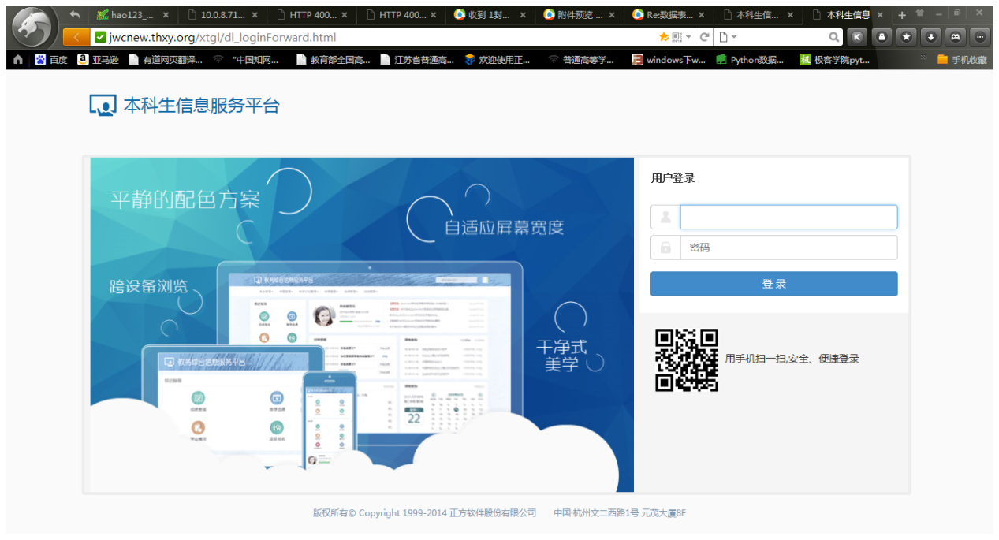 hao123_...
10.0.8.71...
HTTP 400...
HTTP 400...
收到 1封...
附件预览 ...
Re:数据表...
本科生信...
本科生信息
jwcnew.thxy.org/xtgl/dl_loginForward.html
百度
亚马逊
有道网页翻译...
“中国知网...
教育部全国高...
江苏省普通高...
欢迎使用正...
普通高等学...
windows下w...
Python数据...
极客学院pyt...
手机收藏
本科生信息服务平台
平静的配色方案
自适应屏幕宽度
跨设备浏览
干净式
美学
教务综合信息服务平台
教务综合信息服务平台
22
用户登录
密码
登 录
用手机扫一扫,安全、便捷登录
版权所有© Copyright 1999-2014 正方软件股份有限公司 中国·杭州文二西路1号 元茂大厦8F